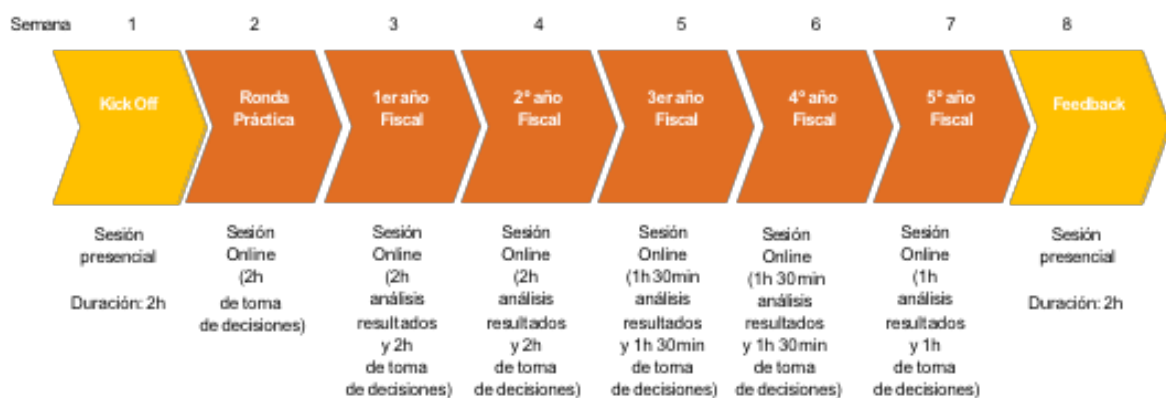 Semana 1 2 3 4 5 6 7 8
Kick Off
Ronda
Práctica
1er año
Fiscal
2º año
Fiscal
3er año
Fiscal
4º año
Fiscal
5º año
Fiscal
Feedback
Sesión
presencial
Duración: 2h
Sesión
Online
(2h
de toma
de decisiones)
Sesión
Online
(2h
análisis
resultados
y 2h
de toma
de decisiones)
Sesión
Online
(2h
análisis
resultados
y 2h
de toma
de decisiones)
Sesión
Online
(1h 30min
análisis
resultados
y 1h 30min
de toma
de decisiones)
Sesión
Online
(1h 30min
análisis
resultados
y 1h 30min
de toma
de decisiones)
Sesión
Online
(1h
análisis
resultados
y 1h
de toma
de decisiones)
Sesión
presencial
Duración: 2h